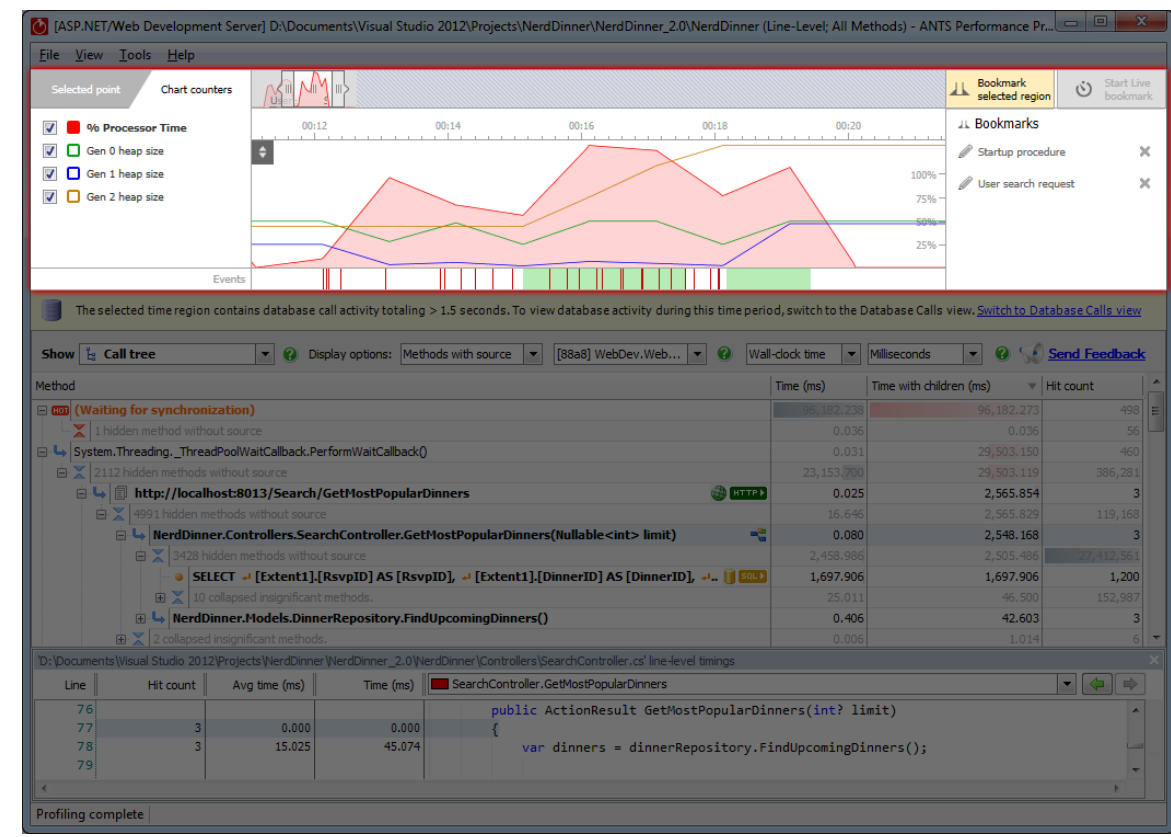 [ASP.NET/Web Development Server] D:\Documents\Visual Studio 2012\Projects\NerdDinner\NerdDinner_2.0\NerdDinner (Line-Level; All Methods) - ANTS Performance Pr...
File View Tools Help
Selected point Chart counters
Bookmark selected region
Start Live bookmark
% Processor Time
Gen 0 heap size
Gen 1 heap size
Gen 2 heap size
00:12 00:14 00:16 00:18 00:20
100%
75%
50%
25%
Events
Bookmarks
Startup procedure
User search request
The selected time region contains database call activity totaling > 1.5 seconds. To view database activity during this time period, switch to the Database Calls view. Switch to Database Calls view
Show Call tree Display options: Methods with source [88a8] WebDev.Web... Wall-clock time Milliseconds Send Feedback
Method Time (ms) Time with children (ms) Hit count
HOT (Waiting for synchronization) 96,182.238 96,182.273 498
1 hidden method without source 0.036 0.036 56
System.Threading._ThreadPoolWaitCallback.PerformWaitCallback() 0.031 29,503.150 460
2112 hidden methods without source 23,153.700 29,503.119 386,281
http://localhost:8013/Search/GetMostPopularDinners HTTP 0.025 2,565.854 3
4991 hidden methods without source 16.646 2,565.829 119,168
NerdDinner.Controllers.SearchController.GetMostPopularDinners(Nullable<int> limit) 0.080 2,548.168 3
3428 hidden methods without source 2,458.986 2,505.486 27,412,561
SELECT ↵ [Extent1].[RsvpID] AS [RsvpID], ↵ [Extent1].[DinnerID] AS [DinnerID], ↵.. SQL 1,697.906 1,697.906 1,200
10 collapsed insignificant methods. 25.011 46.500 152,987
NerdDinner.Models.DinnerRepository.FindUpcomingDinners() 0.406 42.603 3
2 collapsed insignificant methods. 0.006 1.014 6
'D:\Documents\Visual Studio 2012\Projects\NerdDinner\NerdDinner_2.0\NerdDinner\Controllers\SearchController.cs' line-level timings
Line Hit count Avg time (ms) Time (ms) SearchController.GetMostPopularDinners
76 public ActionResult GetMostPopularDinners(int? limit)
77 3 0.000 0.000 {
78 3 15.025 45.074 var dinners = dinnerRepository.FindUpcomingDinners();
79
Profiling complete